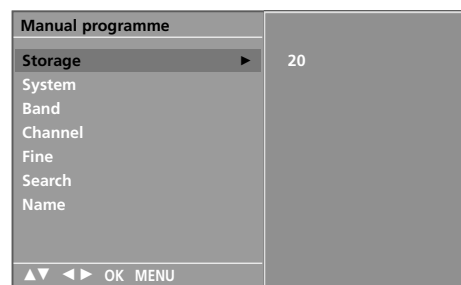 Manual programme
Storage ► 20
System
Band
Channel
Fine
Search
Name
▲▼ ◄► OK MENU